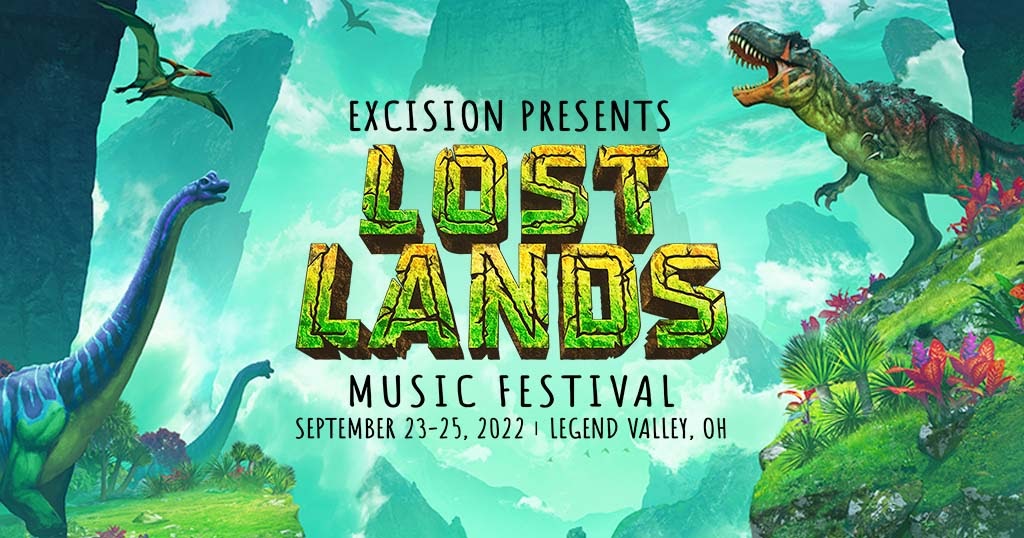 EXCISION PRESENTS
LOST
LANDS
MUSIC FESTIVAL
SEPTEMBER 23-25, 2022 | LEGEND VALLEY, OH